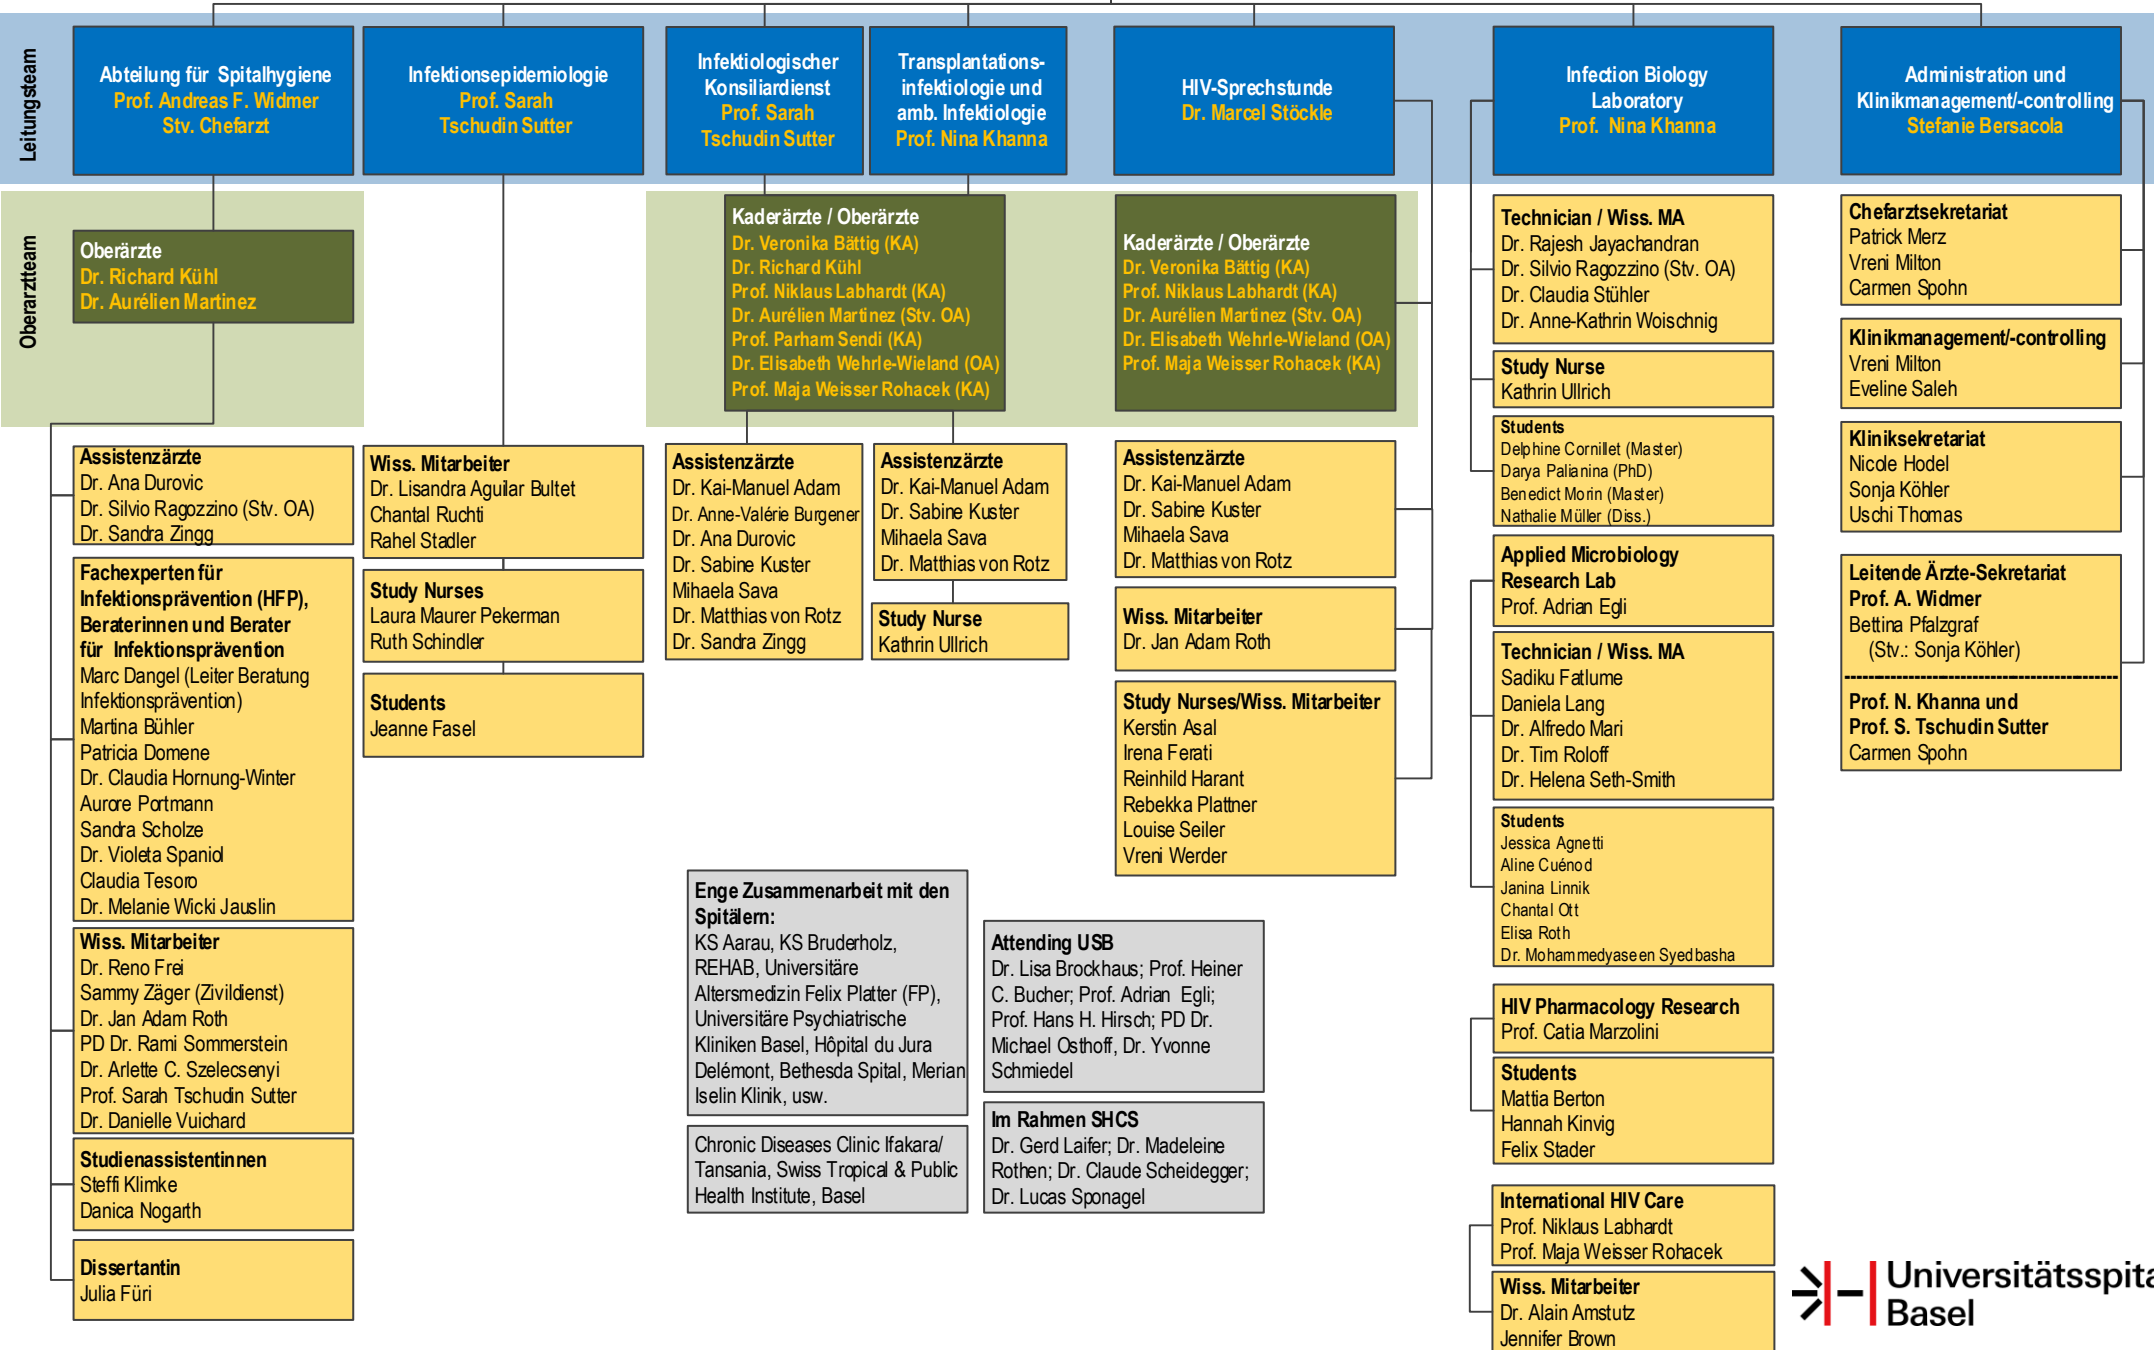 Leitungsteam
Abteilung für Spitalhygiene
Prof. Andreas F. Widmer
Stv. Chefarzt
Infektionsepidemiologie
Prof. Sarah
Tschudin Sutter
Infektiologischer
Konsiliardienst
Prof. Sarah
Tschudin Sutter
Transplantations-
infektiologie und
amb. Infektiologie
Prof. Nina Khanna
HIV-Sprechstunde
Dr. Marcel Stöckle
Infection Biology
Laboratory
Prof. Nina Khanna
Administration und
Klinikmanagement/-controlling
Stefanie Bersacola
Oberarztteam
Oberärzte
Dr. Richard Kühl
Dr. Aurélien Martinez
Kaderärzte / Oberärzte
Dr. Veronika Bättig (KA)
Dr. Richard Kühl
Prof. Niklaus Labhardt (KA)
Dr. Aurélien Martinez (Stv. OA)
Prof. Parham Sendi (KA)
Dr. Elisabeth Wehrle-Wieland (OA)
Prof. Maja Weisser Rohacek (KA)
Kaderärzte / Oberärzte
Dr. Veronika Bättig (KA)
Prof. Niklaus Labhardt (KA)
Dr. Aurélien Martinez (Stv. OA)
Dr. Elisabeth Wehrle-Wieland (OA)
Prof. Maja Weisser Rohacek (KA)
Assistenzärzte
Dr. Ana Durovic
Dr. Silvio Ragozzino (Stv. OA)
Dr. Sandra Zingg
Fachexperten für
Infektionsprävention (HFP),
Beraterinnen und Berater
für Infektionsprävention
Marc Dangel (Leiter Beratung
Infektionsprävention)
Martina Bühler
Patricia Domene
Dr. Claudia Hornung-Winter
Aurore Portmann
Sandra Scholze
Dr. Violeta Spaniol
Claudia Tesoro
Dr. Melanie Wicki Jauslin
Wiss. Mitarbeiter
Dr. Reno Frei
Sammy Zäger (Zivildienst)
Dr. Jan Adam Roth
PD Dr. Rami Sommerstein
Dr. Arlette C. Szelecsenyi
Prof. Sarah Tschudin Sutter
Dr. Danielle Vuichard
Studienassistentinnen
Steffi Klimke
Danica Nogarth
Dissertantin
Julia Füri
Wiss. Mitarbeiter
Dr. Lisandra Aguilar Bultet
Chantal Ruchti
Rahel Stadler
Study Nurses
Laura Maurer Pekerman
Ruth Schindler
Students
Jeanne Fasel
Assistenzärzte
Dr. Kai-Manuel Adam
Dr. Anne-Valérie Burgener
Dr. Ana Durovic
Dr. Sabine Kuster
Mihaela Sava
Dr. Matthias von Rotz
Dr. Sandra Zingg
Assistenzärzte
Dr. Kai-Manuel Adam
Dr. Sabine Kuster
Mihaela Sava
Dr. Matthias von Rotz
Study Nurse
Kathrin Ullrich
Assistenzärzte
Dr. Kai-Manuel Adam
Dr. Sabine Kuster
Mihaela Sava
Dr. Matthias von Rotz
Wiss. Mitarbeiter
Dr. Jan Adam Roth
Study Nurses/Wiss. Mitarbeiter
Kerstin Asal
Irena Ferati
Reinhild Harant
Rebekka Plattner
Louise Seiler
Vreni Werder
Enge Zusammenarbeit mit den
Spitälern:
KS Aarau, KS Bruderholz,
REHAB, Universitäre
Altersmedizin Felix Platter (FP),
Universitäre Psychiatrische
Kliniken Basel, Hôpital du Jura
Delémont, Bethesda Spital, Merian
Iselin Klinik, usw.
Chronic Diseases Clinic Ifakara/
Tansania, Swiss Tropical & Public
Health Institute, Basel
Attending USB
Dr. Lisa Brockhaus; Prof. Heiner
C. Bucher; Prof. Adrian Egli;
Prof. Hans H. Hirsch; PD Dr.
Michael Osthoff, Dr. Yvonne
Schmiedel
Im Rahmen SHCS
Dr. Gerd Laifer; Dr. Madeleine
Rothen; Dr. Claude Scheidegger;
Dr. Lucas Sponagel
Technician / Wiss. MA
Dr. Rajesh Jayachandran
Dr. Silvio Ragozzino (Stv. OA)
Dr. Claudia Stühler
Dr. Anne-Kathrin Woischnig
Study Nurse
Kathrin Ullrich
Students
Delphine Cornillet (Master)
Darya Palianina (PhD)
Benedict Morin (Master)
Nathalie Müller (Diss.)
Applied Microbiology
Research Lab
Prof. Adrian Egli
Technician / Wiss. MA
Sadiku Fatlume
Daniela Lang
Dr. Alfredo Mari
Dr. Tim Roloff
Dr. Helena Seth-Smith
Students
Jessica Agnetti
Aline Cuénod
Janina Linnik
Chantal Ott
Elisa Roth
Dr. Mohammedyaseen Syedbasha
HIV Pharmacology Research
Prof. Catia Marzolini
Students
Mattia Berton
Hannah Kinvig
Felix Stader
International HIV Care
Prof. Niklaus Labhardt
Prof. Maja Weisser Rohacek
Wiss. Mitarbeiter
Dr. Alain Amstutz
Jennifer Brown
Chefarztsekretariat
Patrick Merz
Vreni Milton
Carmen Spohn
Klinikmanagement/-controlling
Vreni Milton
Eveline Saleh
Kliniksekretariat
Nicole Hodel
Sonja Köhler
Uschi Thomas
Leitende Ärzte-Sekretariat
Prof. A. Widmer
Bettina Pfalzgraf
(Stv.: Sonja Köhler)
Prof. N. Khanna und
Prof. S. Tschudin Sutter
Carmen Spohn
Universitätsspita
Basel